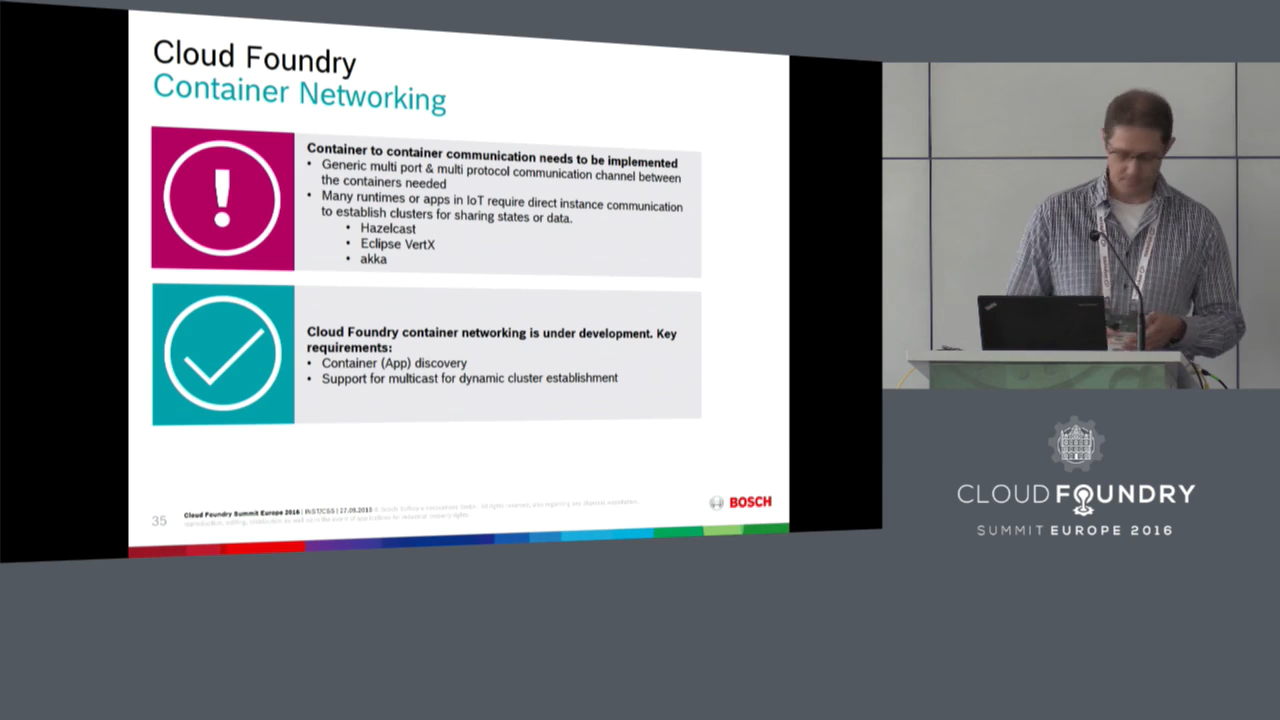 Cloud Foundry
Container Networking
Container to container communication needs to be implemented
• Generic multi port & multi protocol communication channel between
the containers needed
• Many runtimes or apps in IoT require direct instance communication
to establish clusters for sharing states or data.
• Hazelcast
• Eclipse VertX
• akka
Cloud Foundry container networking is under development. Key
requirements:
• Container (App) discovery
• Support for multicast for dynamic cluster establishment
35
Cloud Foundry Summit Europe 2016 |
BOSCH
CLOUD FOUNDRY
SUMMIT EUROPE 2016